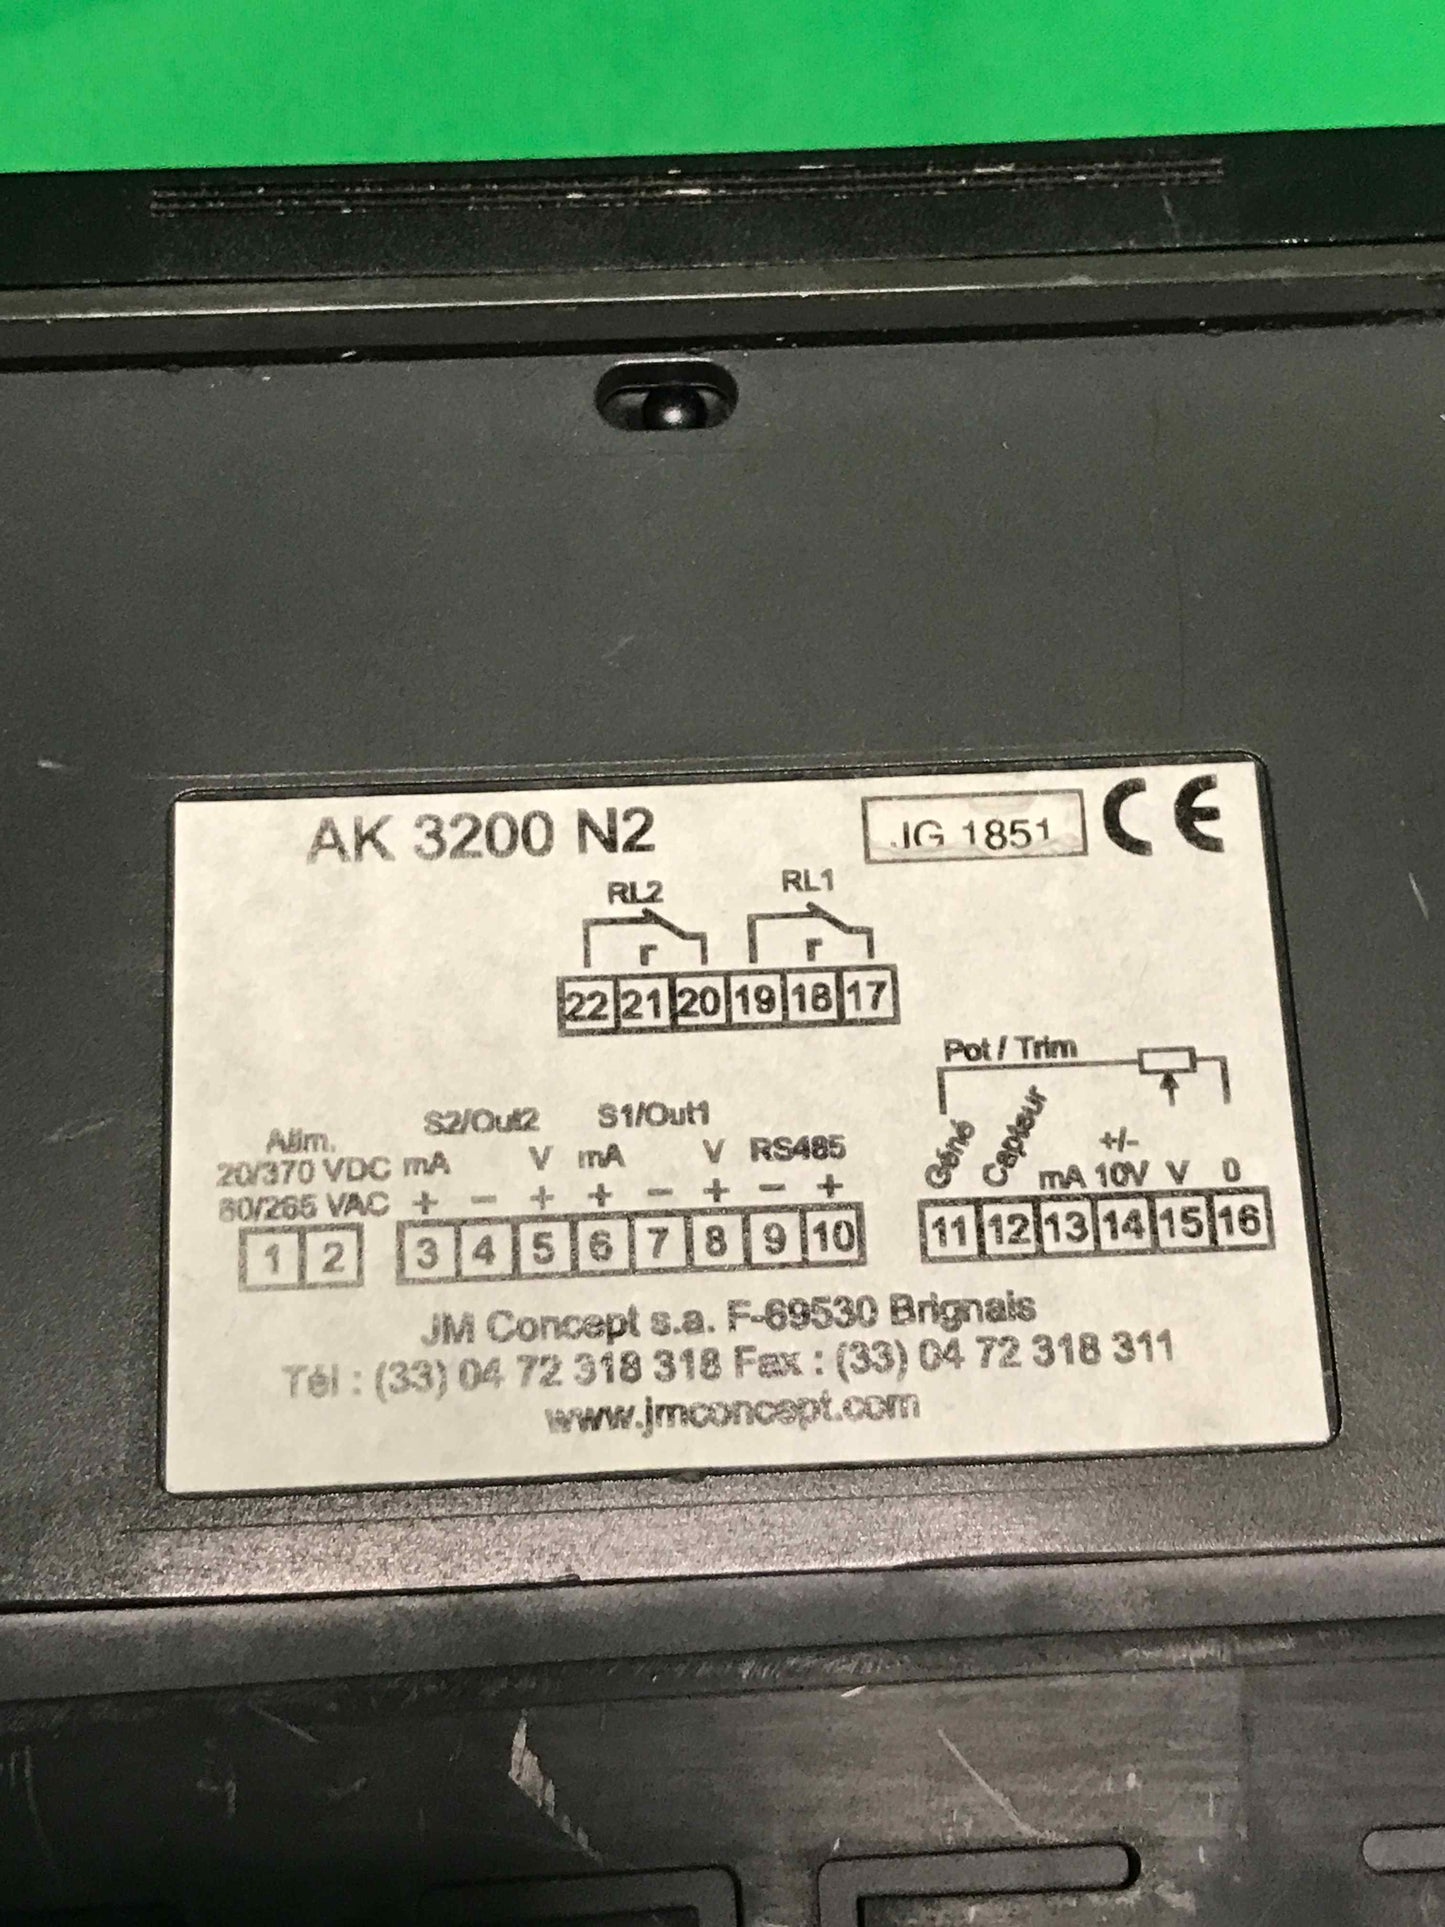 AK 3200 N2 JG 1851 CE
RL2 RL1
r r
22 21 20 19 18 17
Pot / Trim
S2/Out2 S1/Out1
Alim.
20/370 VDC mA V mA V RS485
80/265 VAC + − + + − + − +
Géné Capteur mA +/- 10V V 0
1 2 3 4 5 6 7 8 9 10 11 12 13 14 15 16
JM Concept s.a. F-69530 Brignais
Tél : (33) 04 72 318 318 Fax : (33) 04 72 318 311
www.jmconcept.com